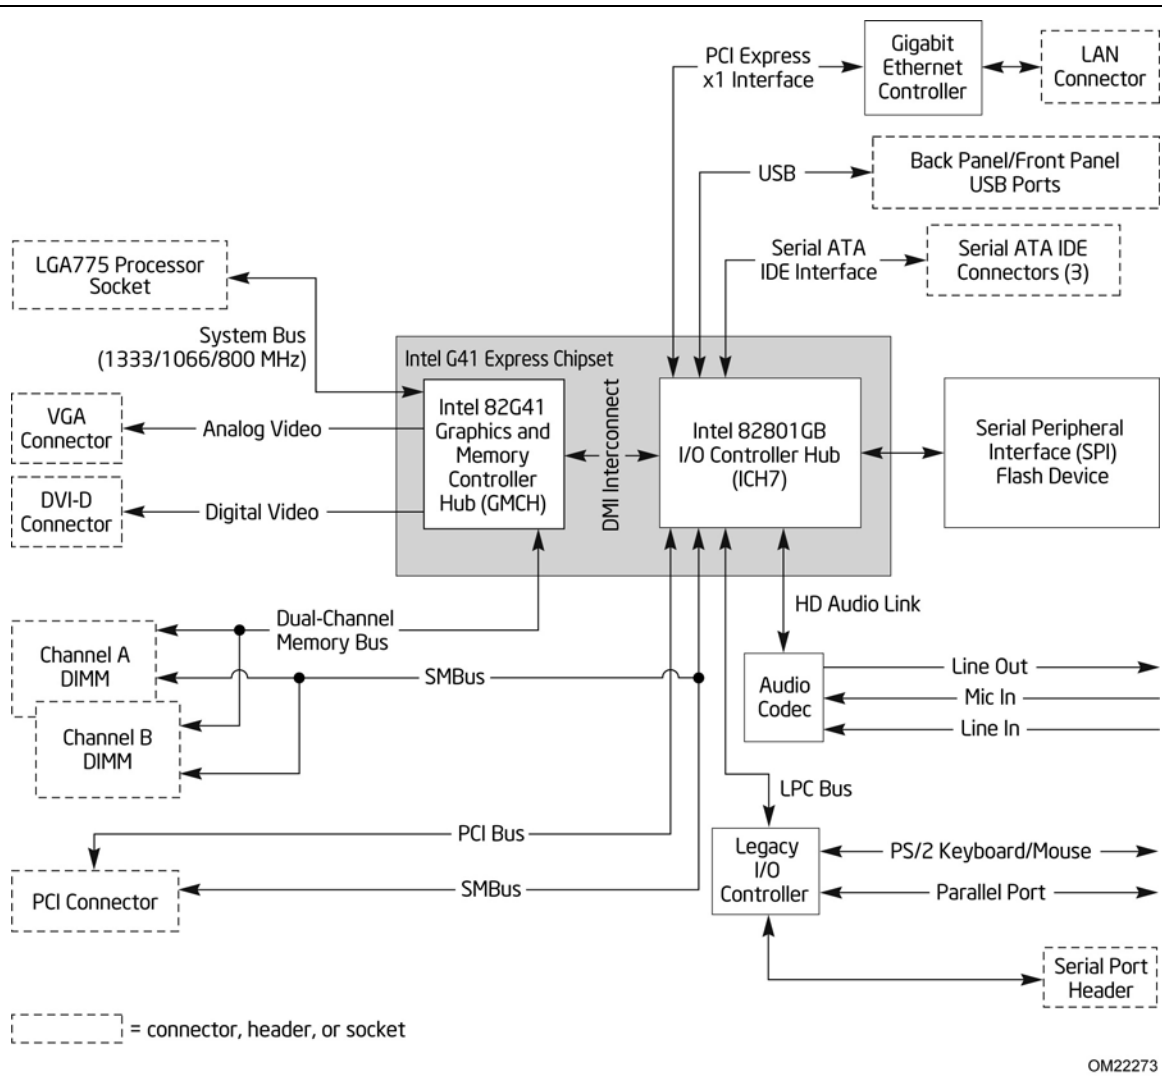 PCI Express
x1 Interface
Gigabit
Ethernet
Controller
LAN
Connector
USB
Back Panel/Front Panel
USB Ports
Serial ATA
IDE Interface
Serial ATA IDE
Connectors (3)
LGA775 Processor
Socket
System Bus
(1333/1066/800 MHz)
Intel G41 Express Chipset
VGA
Connector
Analog Video
Intel 82G41
Graphics and
Memory
Controller
Hub (GMCH)
DMI Interconnect
Intel 82801GB
I/O Controller Hub
(ICH7)
Serial Peripheral
Interface (SPI)
Flash Device
DVI-D
Connector
Digital Video
HD Audio Link
Dual-Channel
Memory Bus
Channel A
DIMM
SMBus
Audio
Codec
Line Out
Mic In
Line In
Channel B
DIMM
LPC Bus
PCI Bus
Legacy
I/O
Controller
PS/2 Keyboard/Mouse
Parallel Port
PCI Connector
SMBus
Serial Port
Header
= connector, header, or socket
OM22273